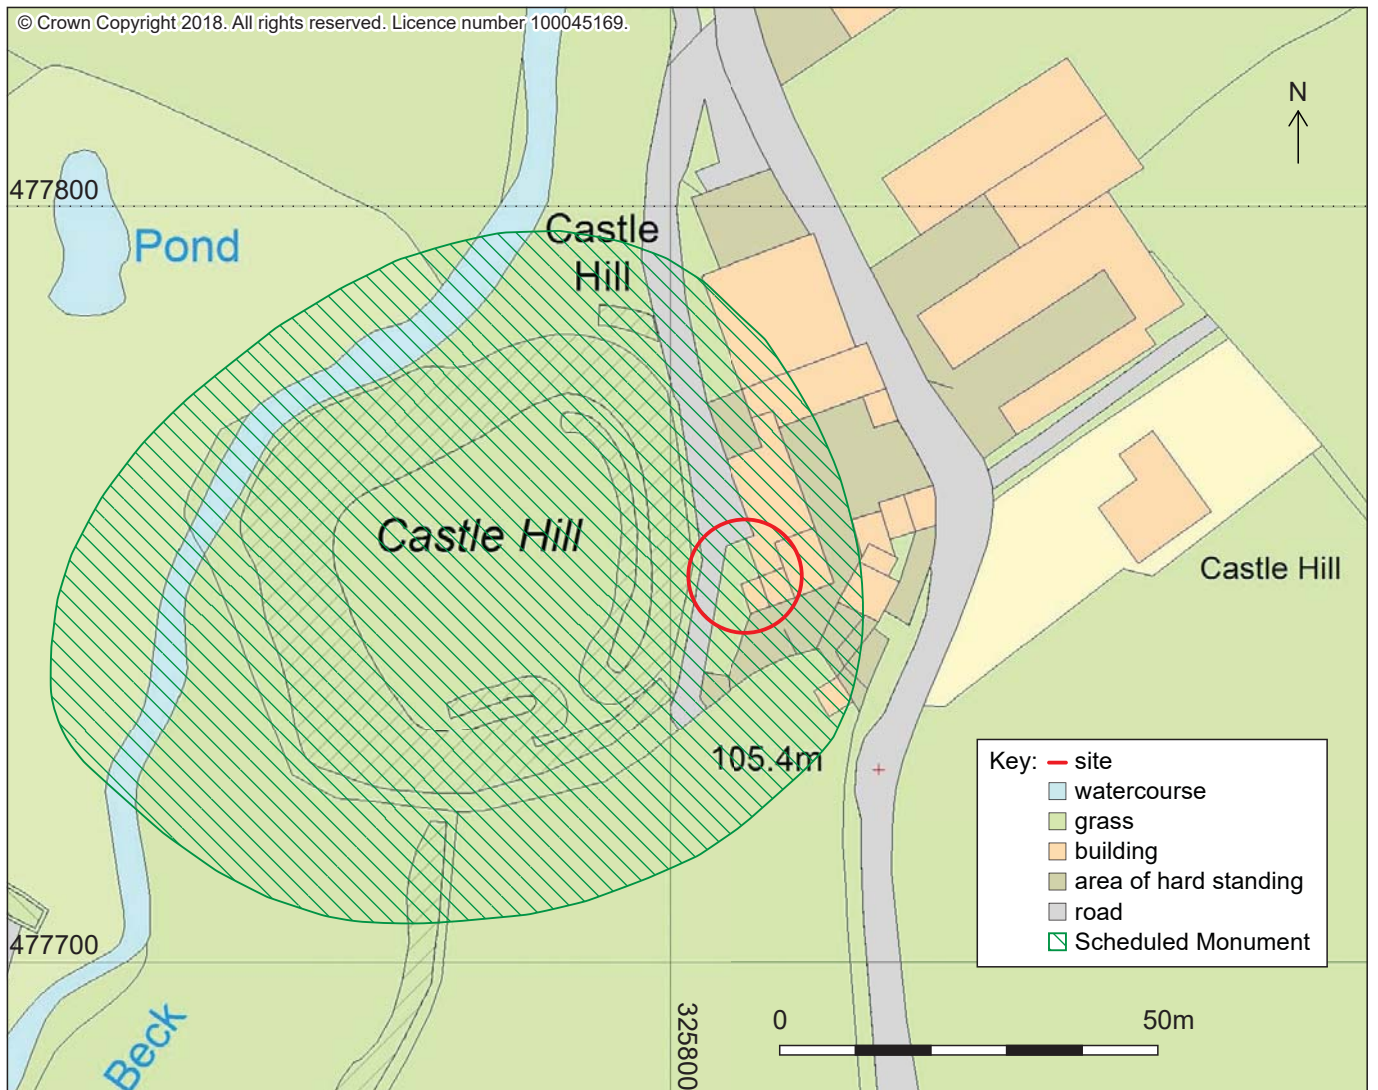 © Crown Copyright 2018. All rights reserved. Licence number 100045169.
N
477800
Pond
Castle
Hill
Castle Hill
Castle Hill
105.4m
Key:
site
watercourse
grass
building
area of hard standing
road
Scheduled Monument
477700
325800
0
50m
Beck